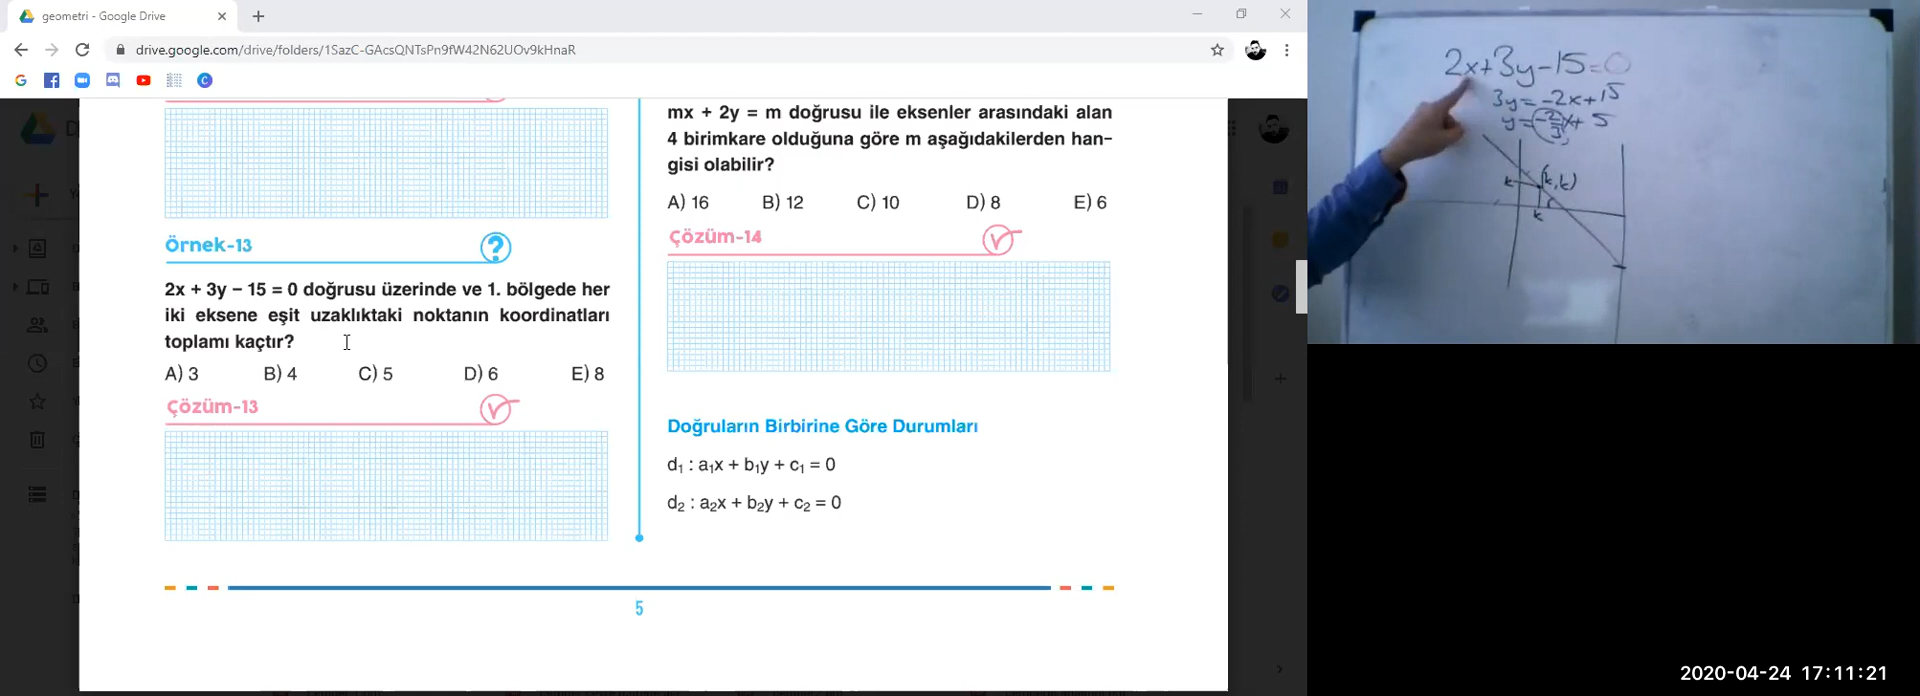 geometri - Google Drive
drive.google.com/drive/folders/1SazC-GAcsQNTsPn9fW42N62UOv9kHnaR
Örnek-13
?
2x + 3y − 15 = 0 doğrusu üzerinde ve 1. bölgede her
iki eksene eşit uzaklıktaki noktanın koordinatları
toplamı kaçtır?
A) 3 B) 4 C) 5 D) 6 E) 8
Çözüm-13
mx + 2y = m doğrusu ile eksenler arasındaki alan
4 birimkare olduğuna göre m aşağıdakilerden han-
gisi olabilir?
A) 16 B) 12 C) 10 D) 8 E) 6
Çözüm-14
Doğruların Birbirine Göre Durumları
d₁ : a₁x + b₁y + c₁ = 0
d₂ : a₂x + b₂y + c₂ = 0
5
2x+3y-15=0
3y=-2x+15
y=-2/3x+5
(k,k)
k
k
2020-04-24 17:11:21